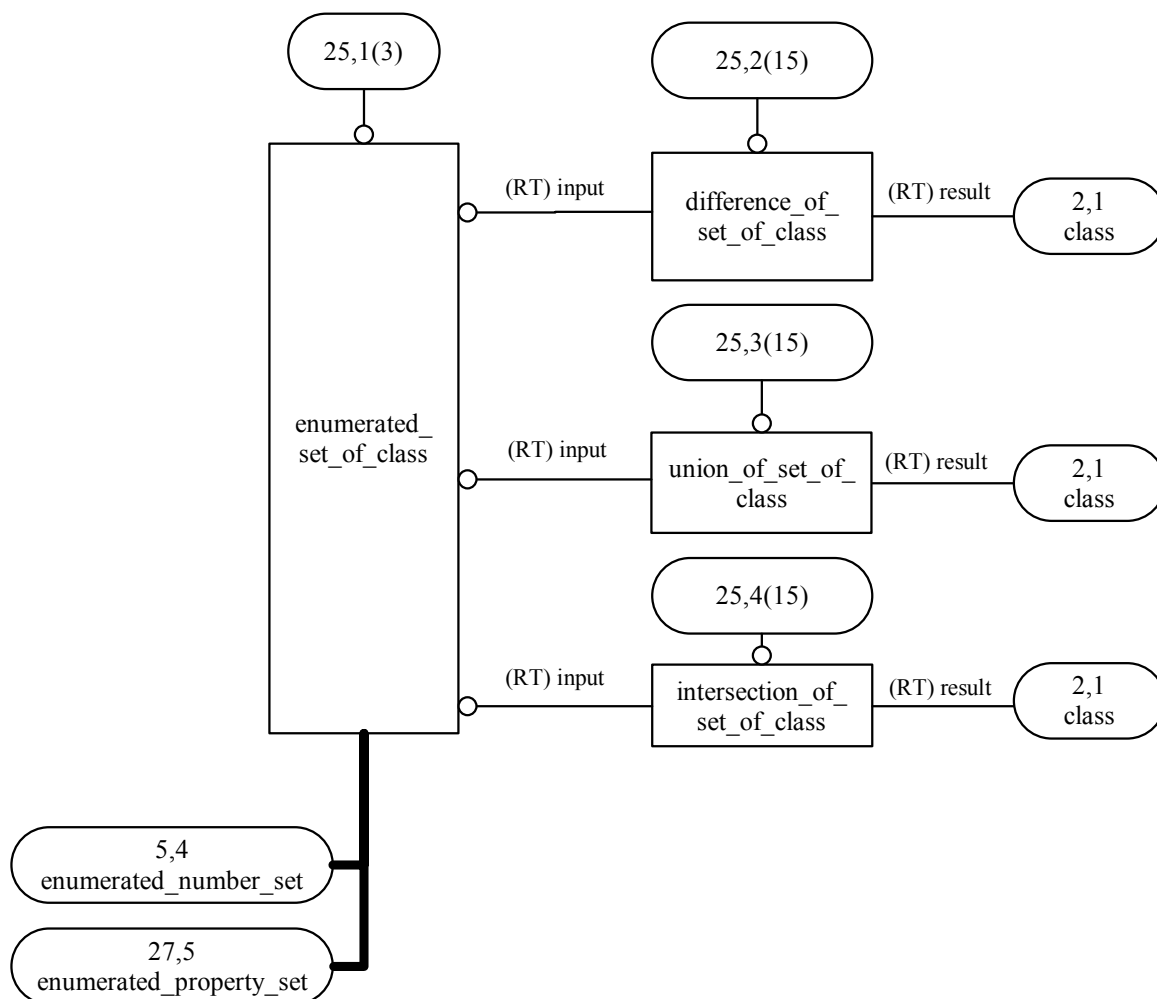 25,1(3)
25,2(15)
(RT) input
difference_of_
set_of_class
(RT) result
2,1
class
25,3(15)
enumerated_
set_of_class
(RT) input
union_of_set_of_
class
(RT) result
2,1
class
25,4(15)
(RT) input
intersection_of_
set_of_class
(RT) result
2,1
class
5,4
enumerated_number_set
27,5
enumerated_property_set